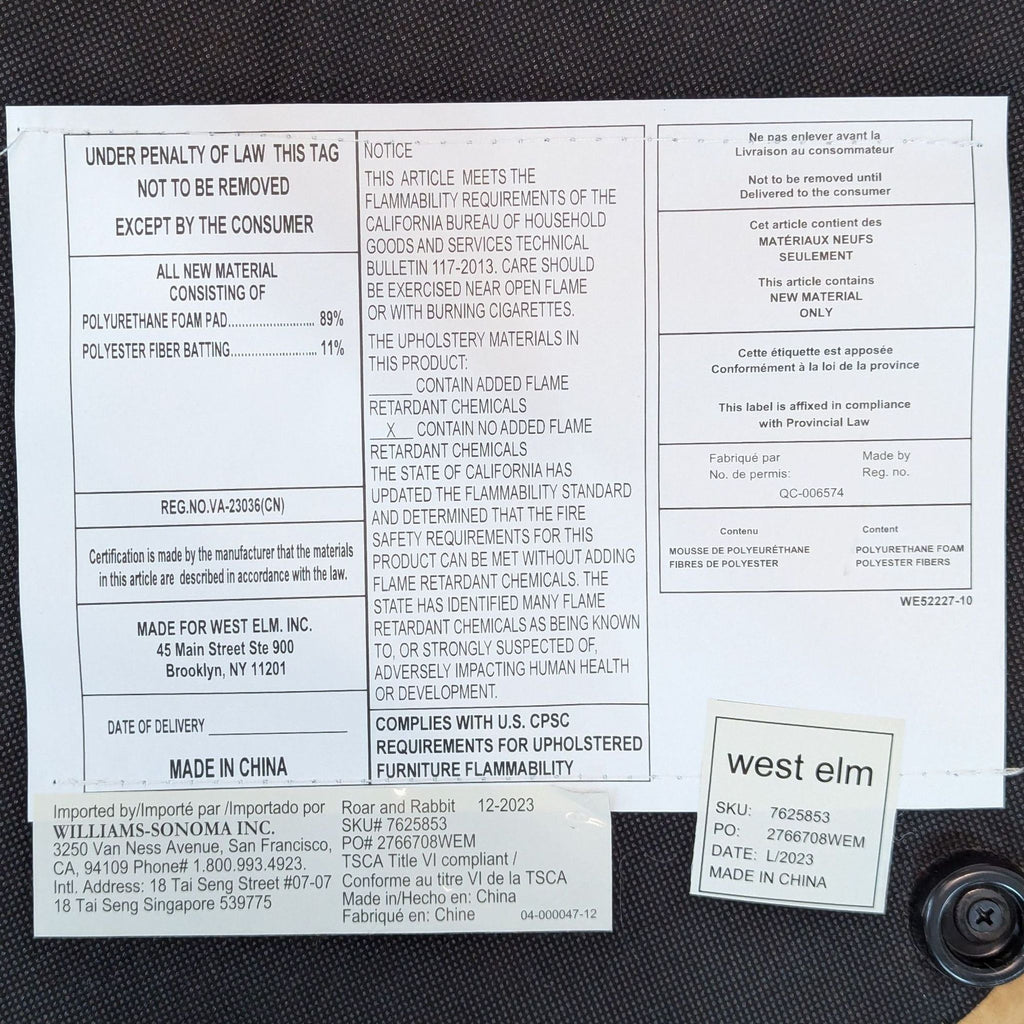 UNDER PENALTY OF LAW THIS TAG
NOT TO BE REMOVED
EXCEPT BY THE CONSUMER
ALL NEW MATERIAL
CONSISTING OF
POLYURETHANE FOAM PAD......................... 89%
POLYESTER FIBER BATTING......................... 11%
REG.NO.VA-23036(CN)
Certification is made by the manufacturer that the materials
in this article are described in accordance with the law.
MADE FOR WEST ELM. INC.
45 Main Street Ste 900
Brooklyn, NY 11201
DATE OF DELIVERY ____________________
MADE IN CHINA
NOTICE
THIS ARTICLE MEETS THE
FLAMMABILITY REQUIREMENTS OF THE
CALIFORNIA BUREAU OF HOUSEHOLD
GOODS AND SERVICES TECHNICAL
BULLETIN 117-2013. CARE SHOULD
BE EXERCISED NEAR OPEN FLAME
OR WITH BURNING CIGARETTES.
THE UPHOLSTERY MATERIALS IN
THIS PRODUCT:
_____ CONTAIN ADDED FLAME
RETARDANT CHEMICALS
__X__ CONTAIN NO ADDED FLAME
RETARDANT CHEMICALS
THE STATE OF CALIFORNIA HAS
UPDATED THE FLAMMABILITY STANDARD
AND DETERMINED THAT THE FIRE
SAFETY REQUIREMENTS FOR THIS
PRODUCT CAN BE MET WITHOUT ADDING
FLAME RETARDANT CHEMICALS. THE
STATE HAS IDENTIFIED MANY FLAME
RETARDANT CHEMICALS AS BEING KNOWN
TO, OR STRONGLY SUSPECTED OF,
ADVERSELY IMPACTING HUMAN HEALTH
OR DEVELOPMENT.
COMPLIES WITH U.S. CPSC
REQUIREMENTS FOR UPHOLSTERED
FURNITURE FLAMMABILITY
Ne pas enlever avant la
Livraison au consommateur
Not to be removed until
Delivered to the consumer
Cet article contient des
MATÉRIAUX NEUFS
SEULEMENT
This article contains
NEW MATERIAL
ONLY
Cette étiquette est apposée
Conformément à la loi de la province
This label is affixed in compliance
with Provincial Law
Fabriqué par Made by
No. de permis: Reg. no.
QC-006574
Contenu Content
MOUSSE DE POLYEURÉTHANE POLYURETHANE FOAM
FIBRES DE POLYESTER POLYESTER FIBERS
WE52227-10
Imported by/Importé par /Importado por
WILLIAMS-SONOMA INC.
3250 Van Ness Avenue, San Francisco,
CA, 94109 Phone# 1.800.993.4923.
Intl. Address: 18 Tai Seng Street #07-07
18 Tai Seng Singapore 539775
Roar and Rabbit 12-2023
SKU# 7625853
PO# 2766708WEM
TSCA Title VI compliant /
Conforme au titre VI de la TSCA
Made in/Hecho en: China
Fabriqué en: Chine 04-000047-12
west elm
SKU: 7625853
PO: 2766708WEM
DATE: L/2023
MADE IN CHINA